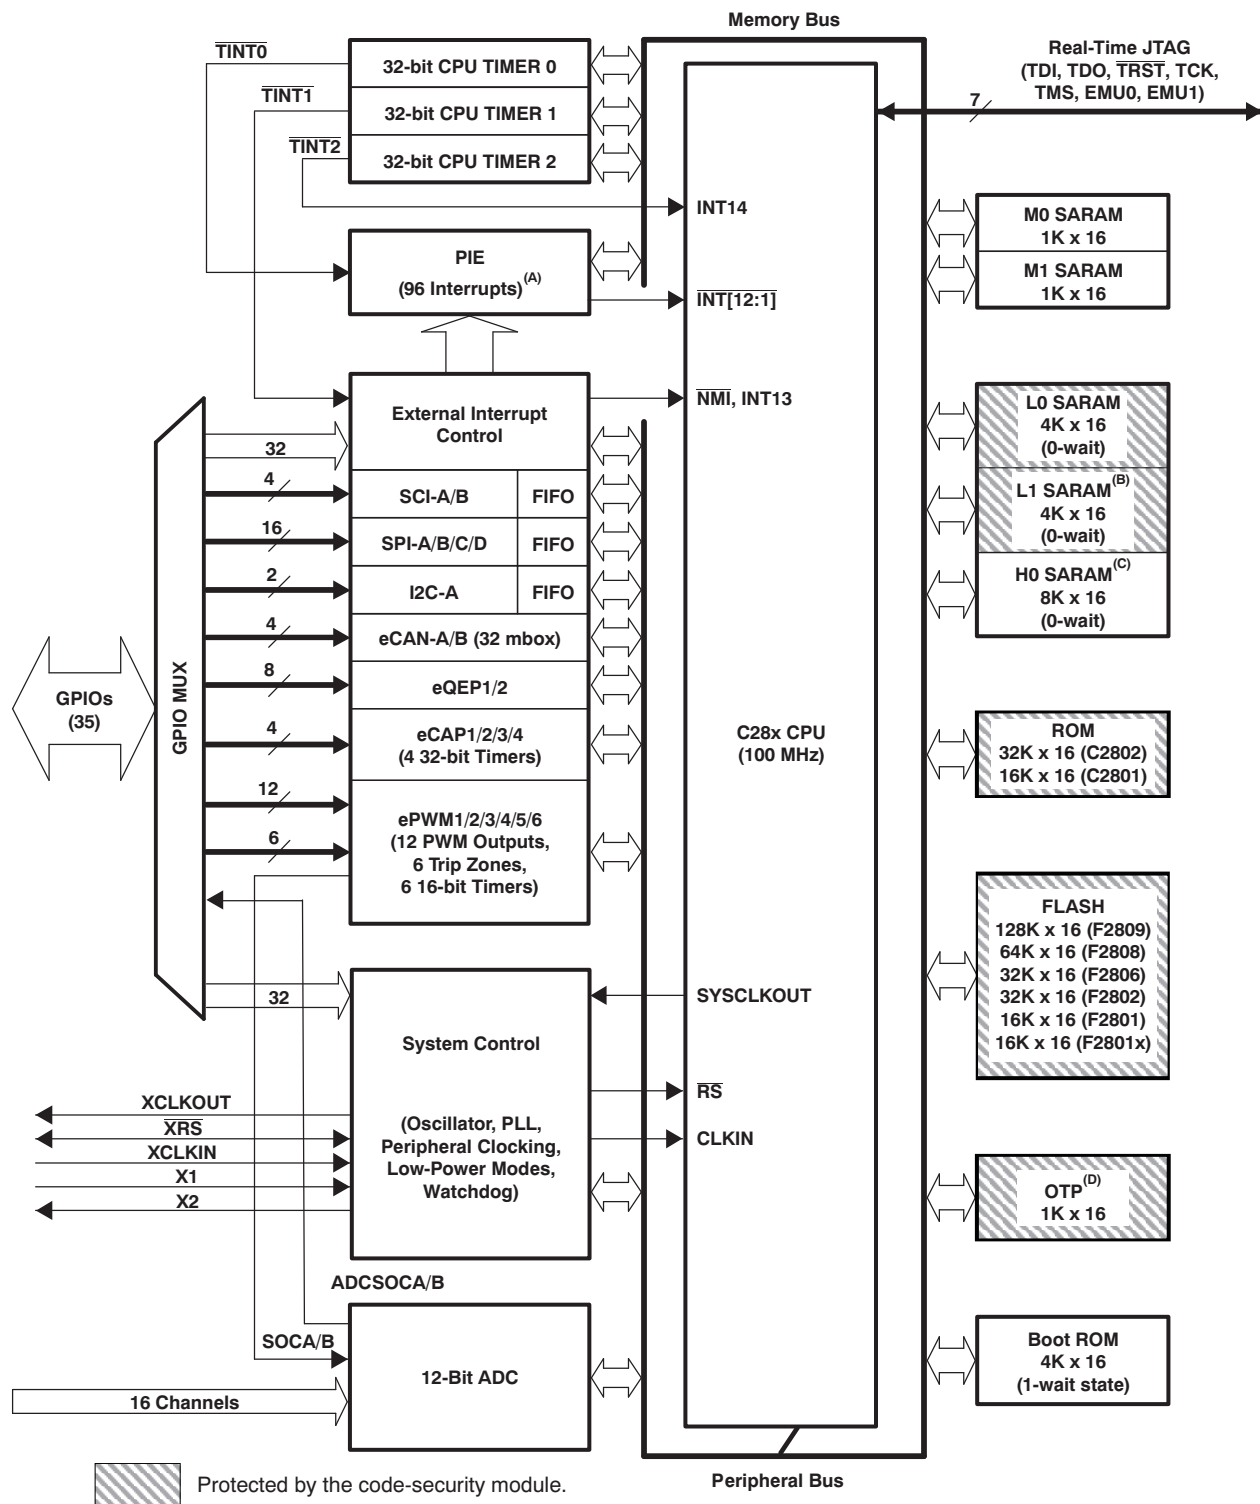 Memory Bus
Real-Time JTAG
(TDI, TDO, TRST, TCK,
TMS, EMU0, EMU1)
7
TINT0
32-bit CPU TIMER 0
TINT1
32-bit CPU TIMER 1
TINT2
32-bit CPU TIMER 2
INT14
M0 SARAM
1K x 16
M1 SARAM
1K x 16
PIE
(96 Interrupts)(A)
INT[12:1]
External Interrupt
Control
NMI, INT13
32
L0 SARAM
4K x 16
(0-wait)
L1 SARAM(B)
4K x 16
(0-wait)
H0 SARAM(C)
8K x 16
(0-wait)
4
SCI-A/B
FIFO
16
SPI-A/B/C/D
FIFO
2
I2C-A
FIFO
4
eCAN-A/B (32 mbox)
8
eQEP1/2
4
eCAP1/2/3/4
(4 32-bit Timers)
12
6
ePWM1/2/3/4/5/6
(12 PWM Outputs,
6 Trip Zones,
6 16-bit Timers)
GPIOs
(35)
GPIO MUX
C28x CPU
(100 MHz)
ROM
32K x 16 (C2802)
16K x 16 (C2801)
FLASH
128K x 16 (F2809)
64K x 16 (F2808)
32K x 16 (F2806)
32K x 16 (F2802)
16K x 16 (F2801)
16K x 16 (F2801x)
32
SYSCLKOUT
System Control
(Oscillator, PLL,
Peripheral Clocking,
Low-Power Modes,
Watchdog)
RS
CLKIN
XCLKOUT
XRS
XCLKIN
X1
X2
OTP(D)
1K x 16
ADCSOCA/B
SOCA/B
12-Bit ADC
16 Channels
Boot ROM
4K x 16
(1-wait state)
Peripheral Bus
Protected by the code-security module.